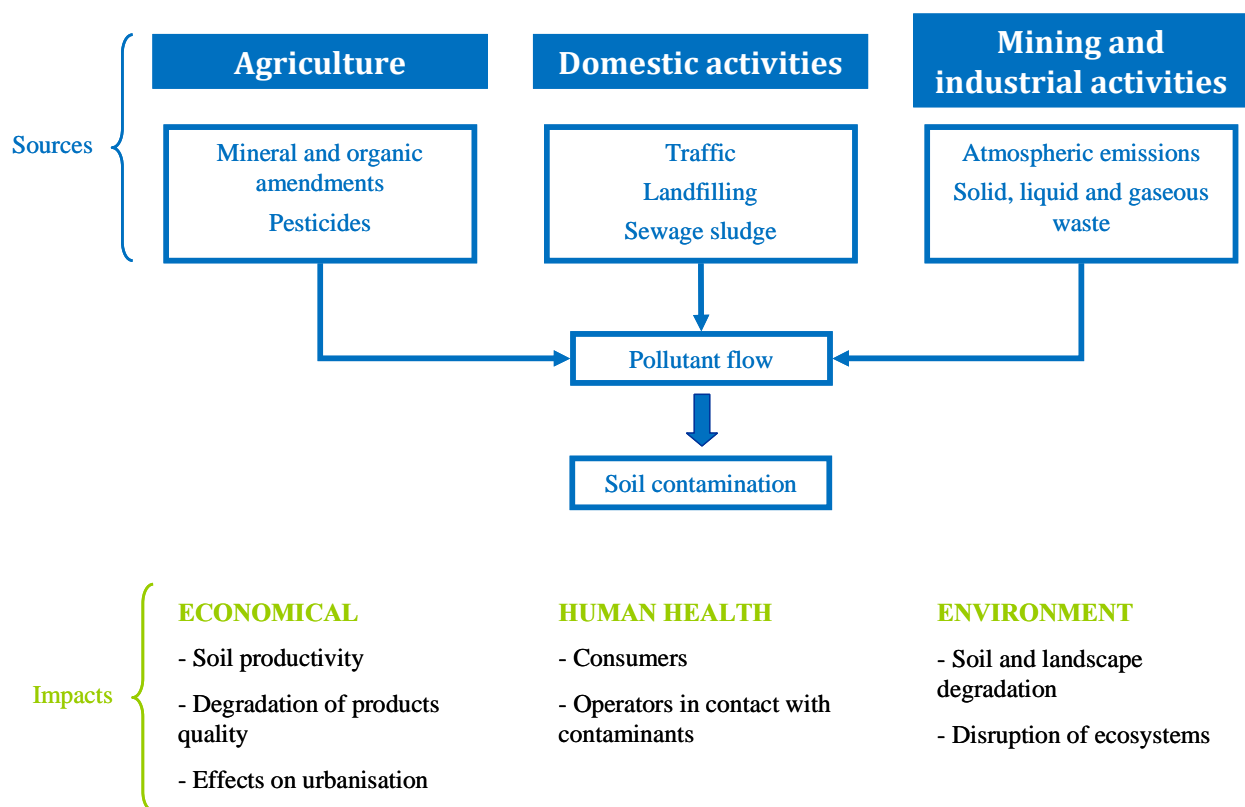 Agriculture
Domestic activities
Mining and
industrial activities
Sources
Mineral and organic
amendments
Pesticides
Traffic
Landfilling
Sewage sludge
Atmospheric emissions
Solid, liquid and gaseous
waste
Pollutant flow
Soil contamination
Impacts
ECONOMICAL
- Soil productivity
- Degradation of products
quality
- Effects on urbanisation
HUMAN HEALTH
- Consumers
- Operators in contact with
contaminants
ENVIRONMENT
- Soil and landscape
degradation
- Disruption of ecosystems